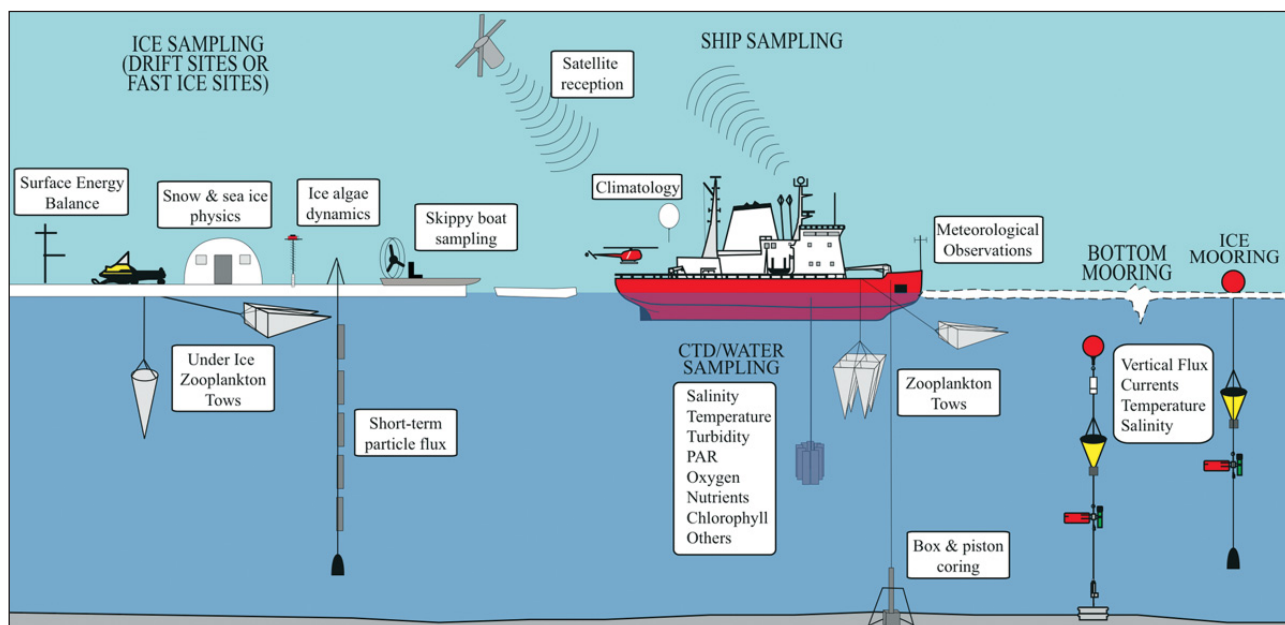 ICE SAMPLING
(DRIFT SITES OR
FAST ICE SITES)
Satellite
reception
SHIP SAMPLING
Surface Energy
Balance
Snow & sea ice
physics
Ice algae
dynamics
Skippy boat
sampling
Climatology
Meteorological
Observations
BOTTOM
MOORING
ICE
MOORING
Under Ice
Zooplankton
Tows
Short-term
particle flux
CTD/WATER
SAMPLING
Salinity
Temperature
Turbidity
PAR
Oxygen
Nutrients
Chlorophyll
Others
Zooplankton
Tows
Box & piston
coring
Vertical Flux
Currents
Temperature
Salinity